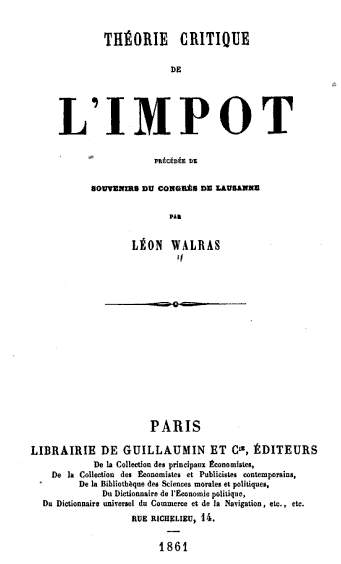 THÉORIE CRITIQUE
DE
L'IMPOT
PRÉCÉDÉE DE
SOUVENIRS DU CONGRÈS DE LAUSANNE
PAR
LÉON WALRAS
PARIS
LIBRAIRIE DE GUILLAUMIN ET Cie, ÉDITEURS
De la Collection des principaux Économistes,
De la Collection des Économistes et Publicistes contemporains,
De la Bibliothèque des Sciences morales et politiques,
Du Dictionnaire de l'Économie politique,
Du Dictionnaire universel du Commerce et de la Navigation, etc., etc.
RUE RICHELIEU, 14.
1861